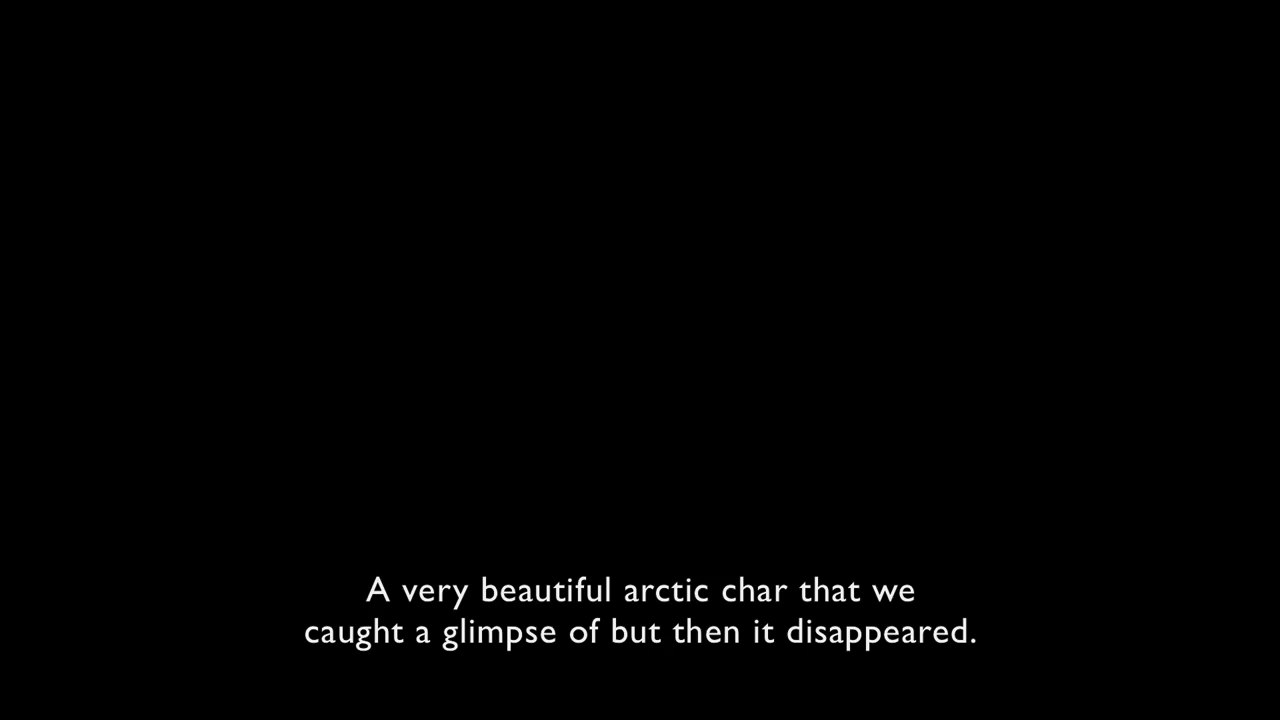 A very beautiful arctic char that we
caught a glimpse of but then it disappeared.